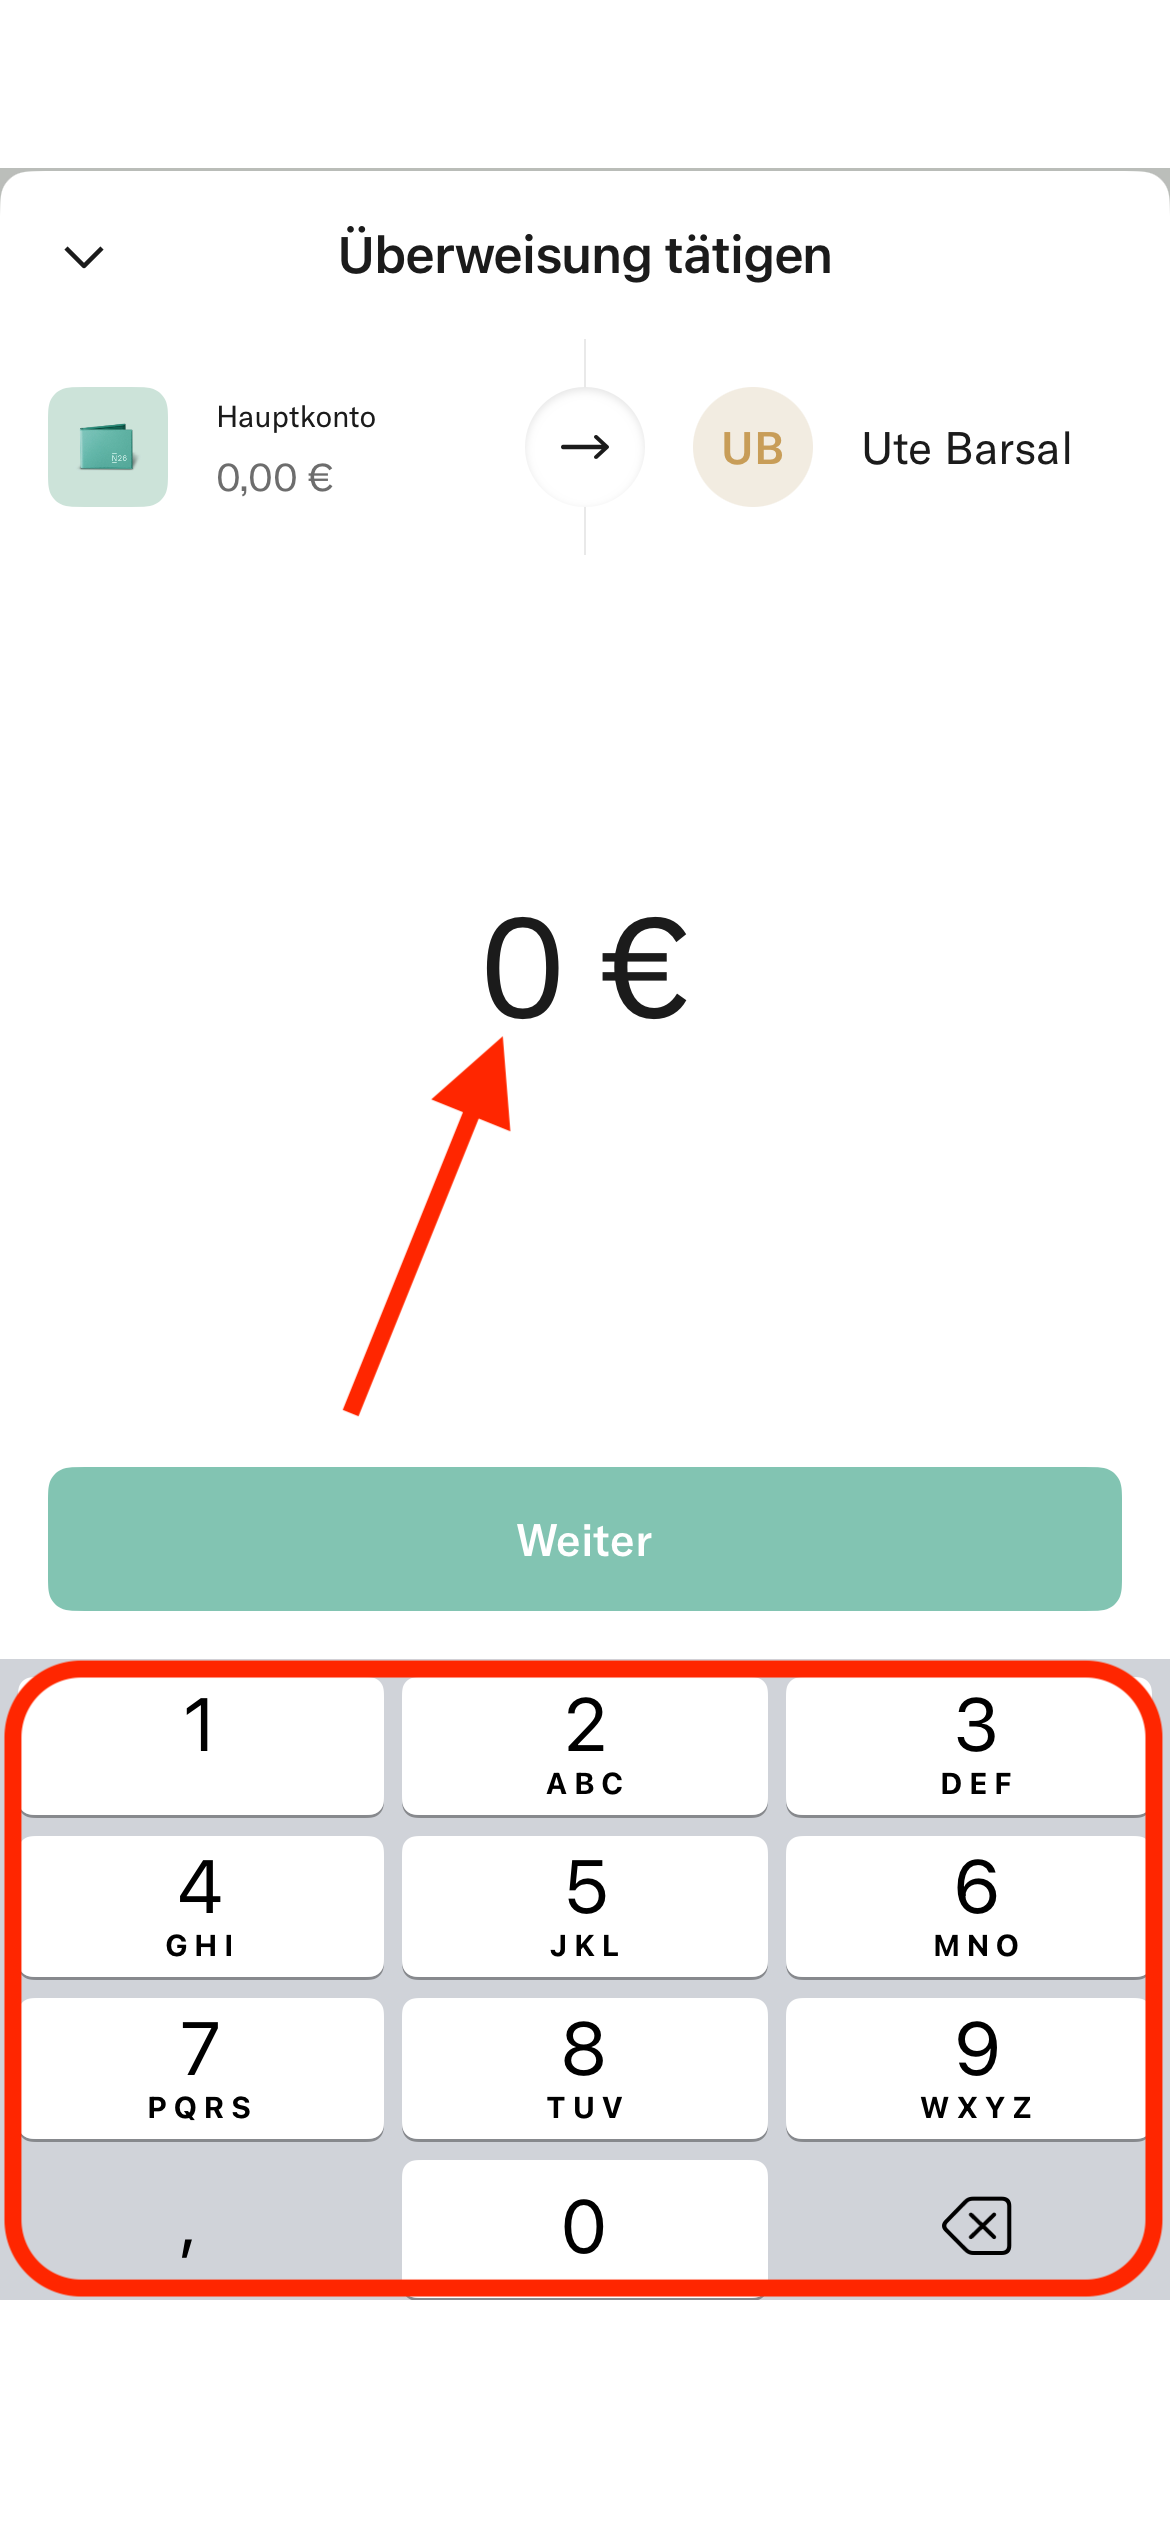 Überweisung tätigen
Hauptkonto
0,00 €
N26
UB
Ute Barsal
0 €
Weiter
1
2
ABC
3
DEF
4
GHI
5
JKL
6
MNO
7
PQRS
8
TUV
9
WXYZ
,
0